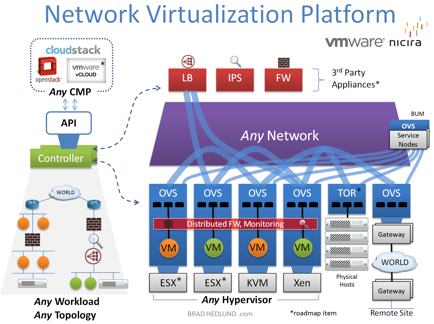 Network Virtualization Platform
vmware nicira
cloudstack
openstack
vmware*
vCLOUD
Any CMP
API
Controller
WORLD
Any Workload
Any Topology
LB
IPS
FW
3rd Party
Appliances*
Any Network
BUM
OVS
Service
Nodes
OVS
OVS
OVS
OVS
TOR*
OVS
Distributed FW, Monitoring
VM
VM
VM
VM
ESX*
ESX*
KVM
Xen
Any Hypervisor
Physical
Hosts
Gateway
WORLD
Gateway
Remote Site
BRAD HEDLUND .com
*roadmap item